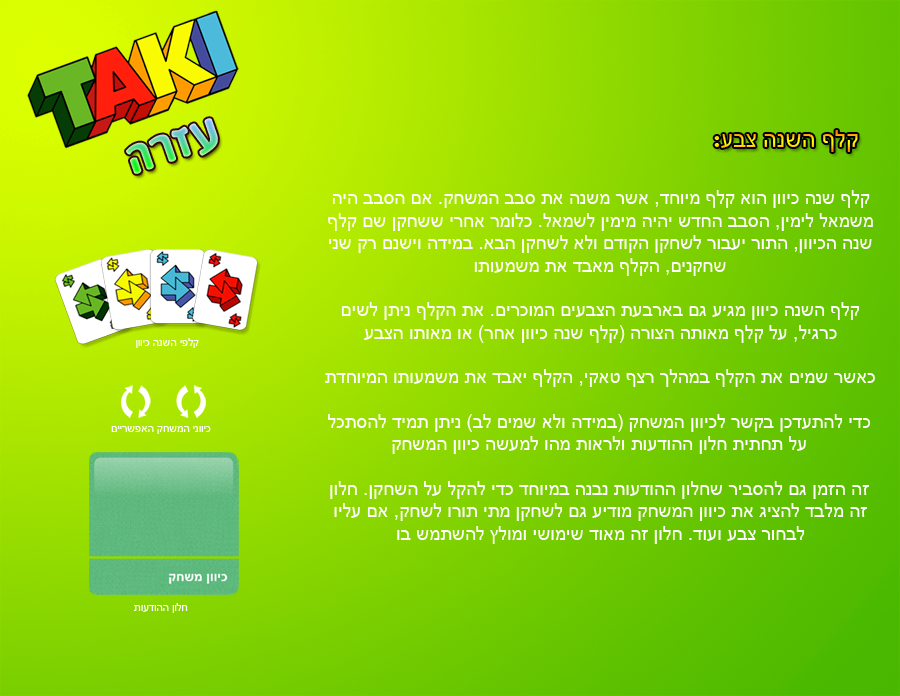 TAKI
עזרה
קלף השנה צבע:
קלף שנה כיוון הוא קלף מיוחד, אשר משנה את סבב המשחק. אם הסבב היה
משמאל לימין, הסבב החדש יהיה מימין לשמאל. כלומר אחרי ששחקן שם קלף
שנה הכיוון, התור יעבור לשחקן הקודם ולא לשחקן הבא. במידה וישנם רק שני
שחקנים, הקלף מאבד את משמעותו
קלף השנה כיוון מגיע גם בארבעת הצבעים המוכרים. את הקלף ניתן לשים
כרגיל, על קלף מאותה הצורה (קלף שנה כיוון אחר) או מאותו הצבע
כאשר שמים את הקלף במהלך רצף טאקי, הקלף יאבד את משמעותו המיוחדת
כדי להתעדכן בקשר לכיוון המשחק (במידה ולא שמים לב) ניתן תמיד להסתכל
על תחתית חלון ההודעות ולראות מהו למעשה כיוון המשחק
זה הזמן גם להסביר שחלון ההודעות נבנה במיוחד כדי להקל על השחקן. חלון
זה מלבד להציג את כיוון המשחק מודיע גם לשחקן מתי תורו לשחק, אם עליו
לבחור צבע ועוד. חלון זה מאוד שימושי ומולץ להשתמש בו
קלפי השנה כיוון
כיווני המשחק האפשריים
כיוון משחק
חלון ההודעות